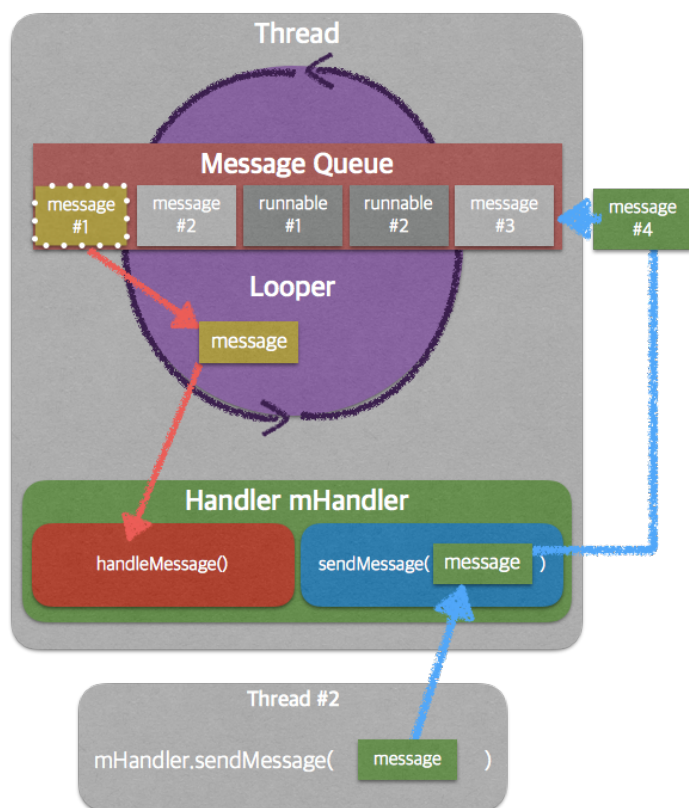 Thread
Message Queue
message
#1
message
#2
runnable
#1
runnable
#2
message
#3
message
#4
Looper
message
Handler mHandler
handleMessage()
sendMessage( message )
Thread #2
mHandler.sendMessage( message )